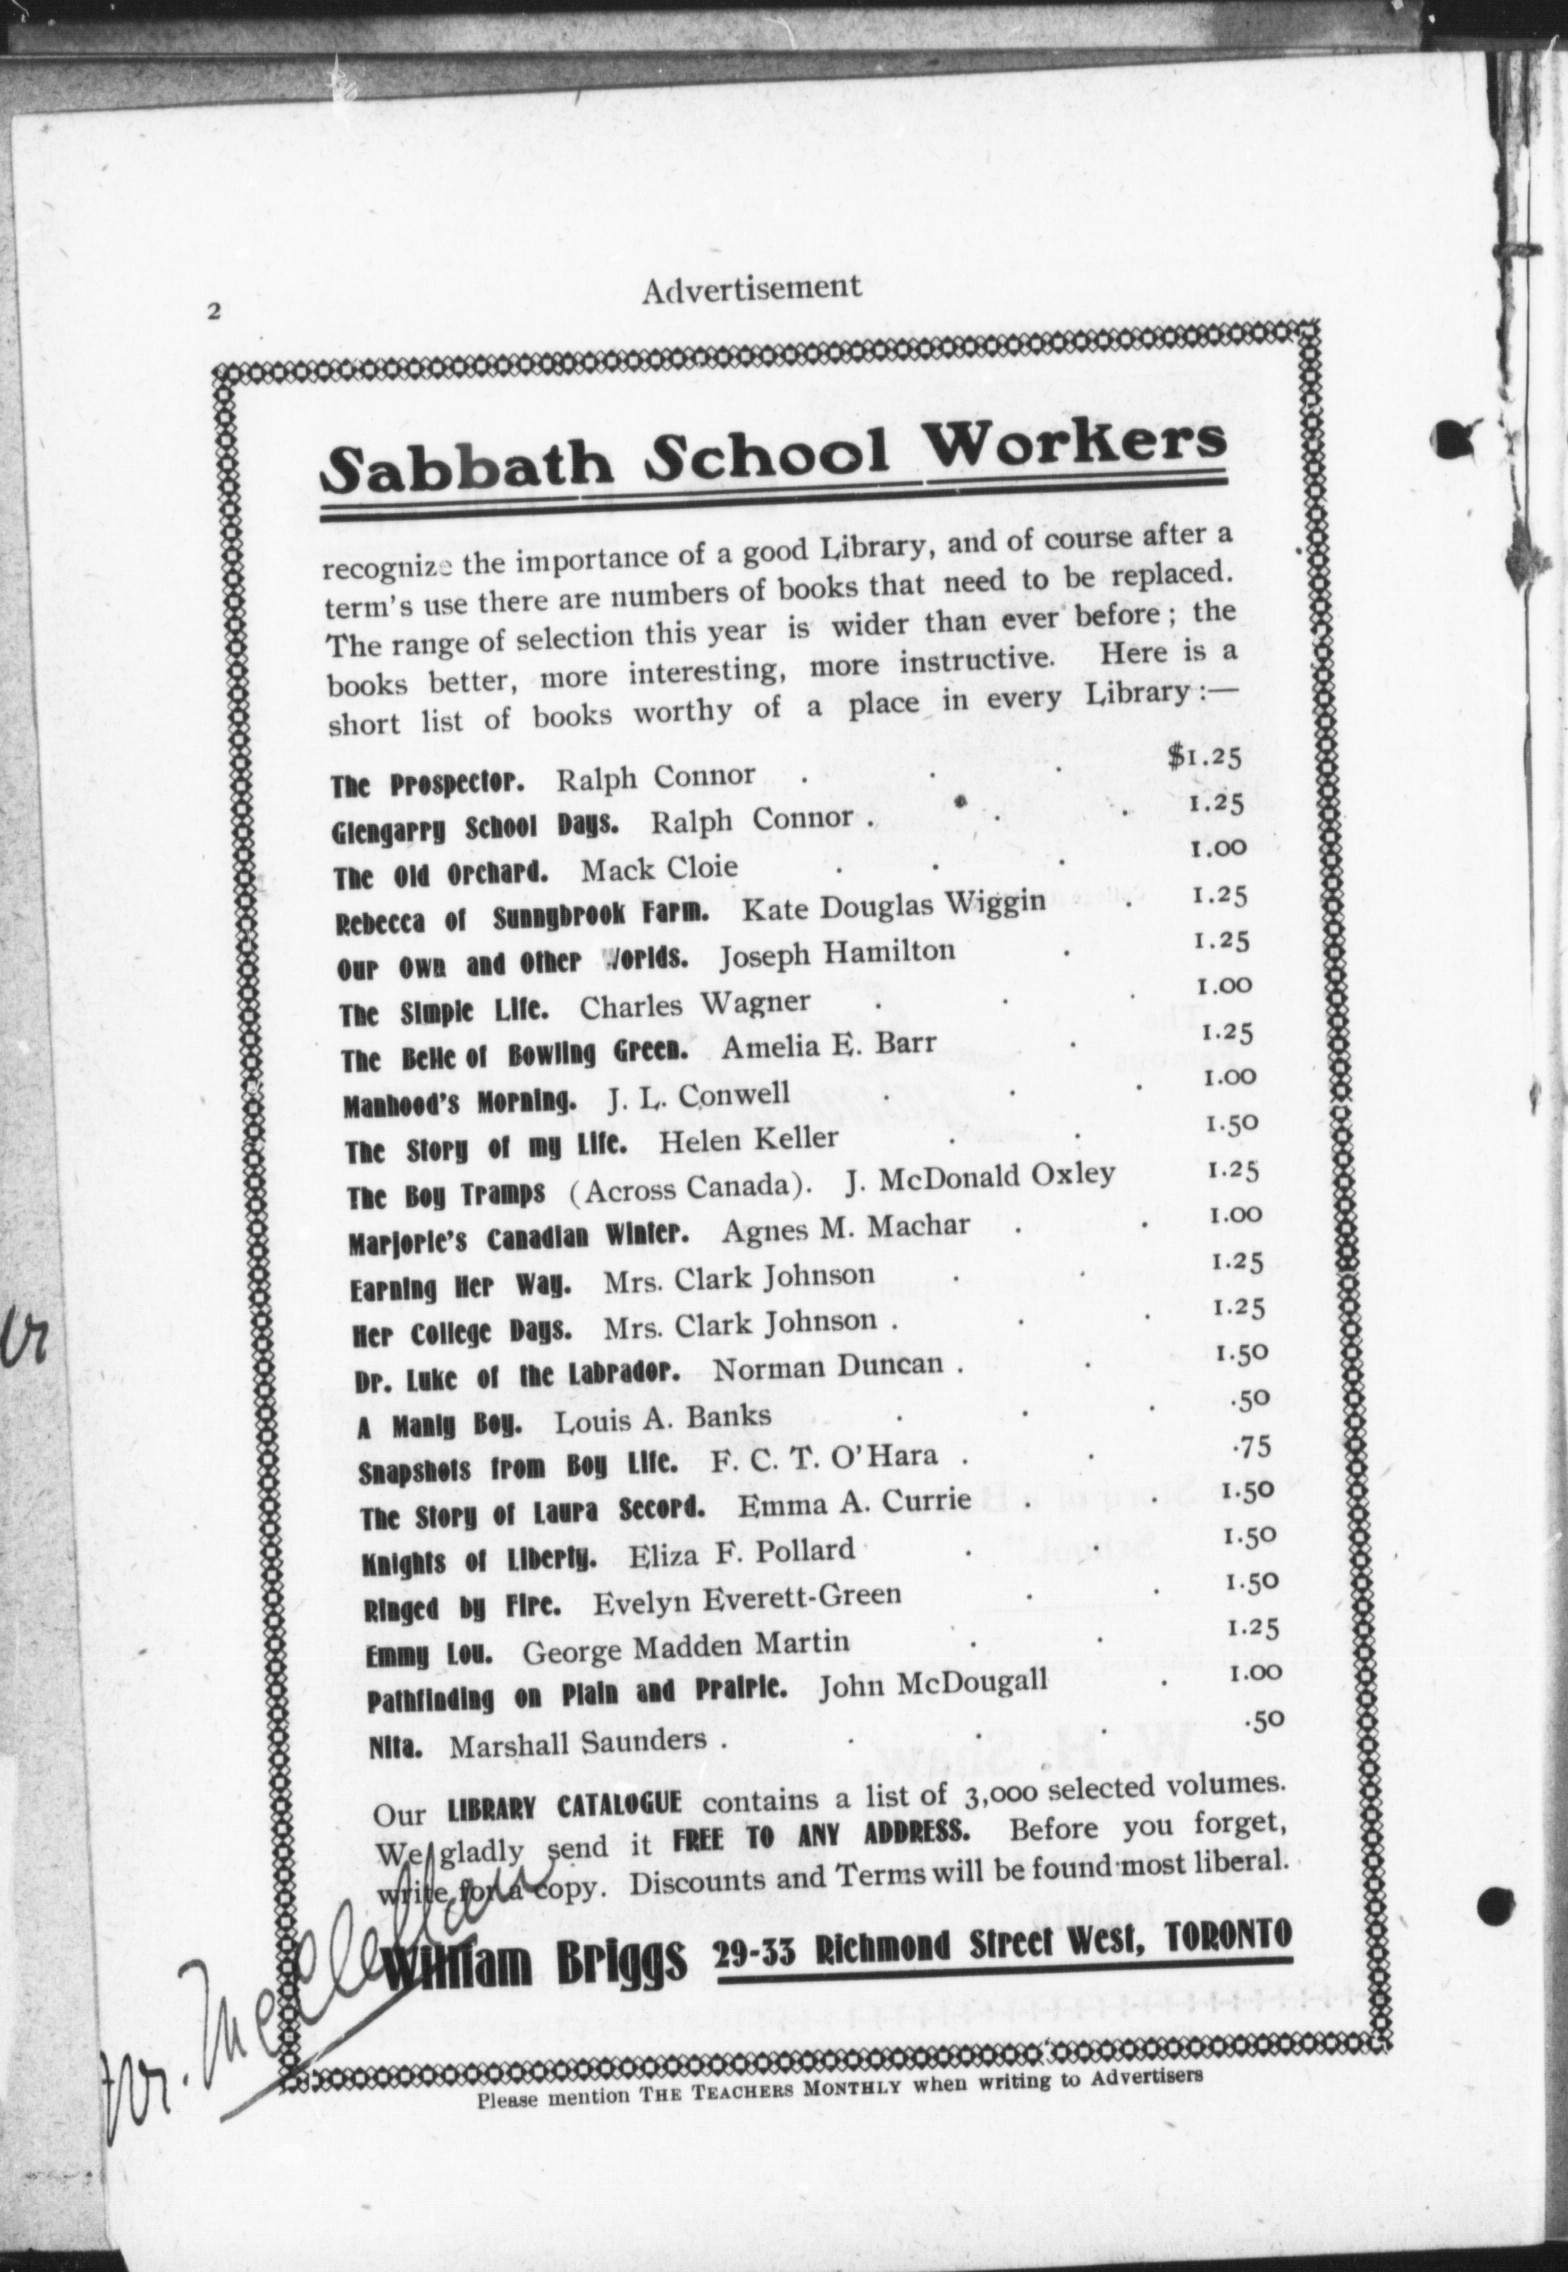 2
Advertisement
Sabbath School Workers
recognize the importance of a good Library, and of course after a
term's use there are numbers of books that need to be replaced.
The range of selection this year is wider than ever before; the
books better, more interesting, more instructive. Here is a
short list of books worthy of a place in every Library:—
The Prospector. Ralph Connor . . . $1.25
Glengarry School Days. Ralph Connor . . . 1.25
The Old Orchard. Mack Cloie . . . 1.00
Rebecca of Sunnybrook Farm. Kate Douglas Wiggin . 1.25
Our Own and Other Worlds. Joseph Hamilton . 1.25
The Simple Life. Charles Wagner . . . 1.00
The Belle of Bowling Green. Amelia E. Barr . 1.25
Manhood's Morning. J. L. Conwell . . . 1.00
The Story of my Life. Helen Keller . . 1.50
The Boy Tramps (Across Canada). J. McDonald Oxley 1.25
Marjorie's Canadian Winter. Agnes M. Machar . . 1.00
Earning Her Way. Mrs. Clark Johnson . . 1.25
Her College Days. Mrs. Clark Johnson . . . 1.25
Dr. Luke of the Labrador. Norman Duncan . . 1.50
A Manly Boy. Louis A. Banks . . . .50
Snapshots from Boy Life. F. C. T. O'Hara . . .75
The Story of Laura Secord. Emma A. Currie . . 1.50
Knights of Liberty. Eliza F. Pollard . . 1.50
Ringed by Fire. Evelyn Everett-Green . . 1.50
Emmy Lou. George Madden Martin . . 1.25
Pathfinding on Plain and Prairie. John McDougall . 1.00
Nita. Marshall Saunders . . . . .50
Our LIBRARY CATALOGUE contains a list of 3,000 selected volumes.
We gladly send it FREE TO ANY ADDRESS. Before you forget,
write for a copy. Discounts and Terms will be found most liberal.
William Briggs 29-33 Richmond Street West, TORONTO
Mr. McClellan
Please mention THE TEACHERS MONTHLY when writing to Advertisers